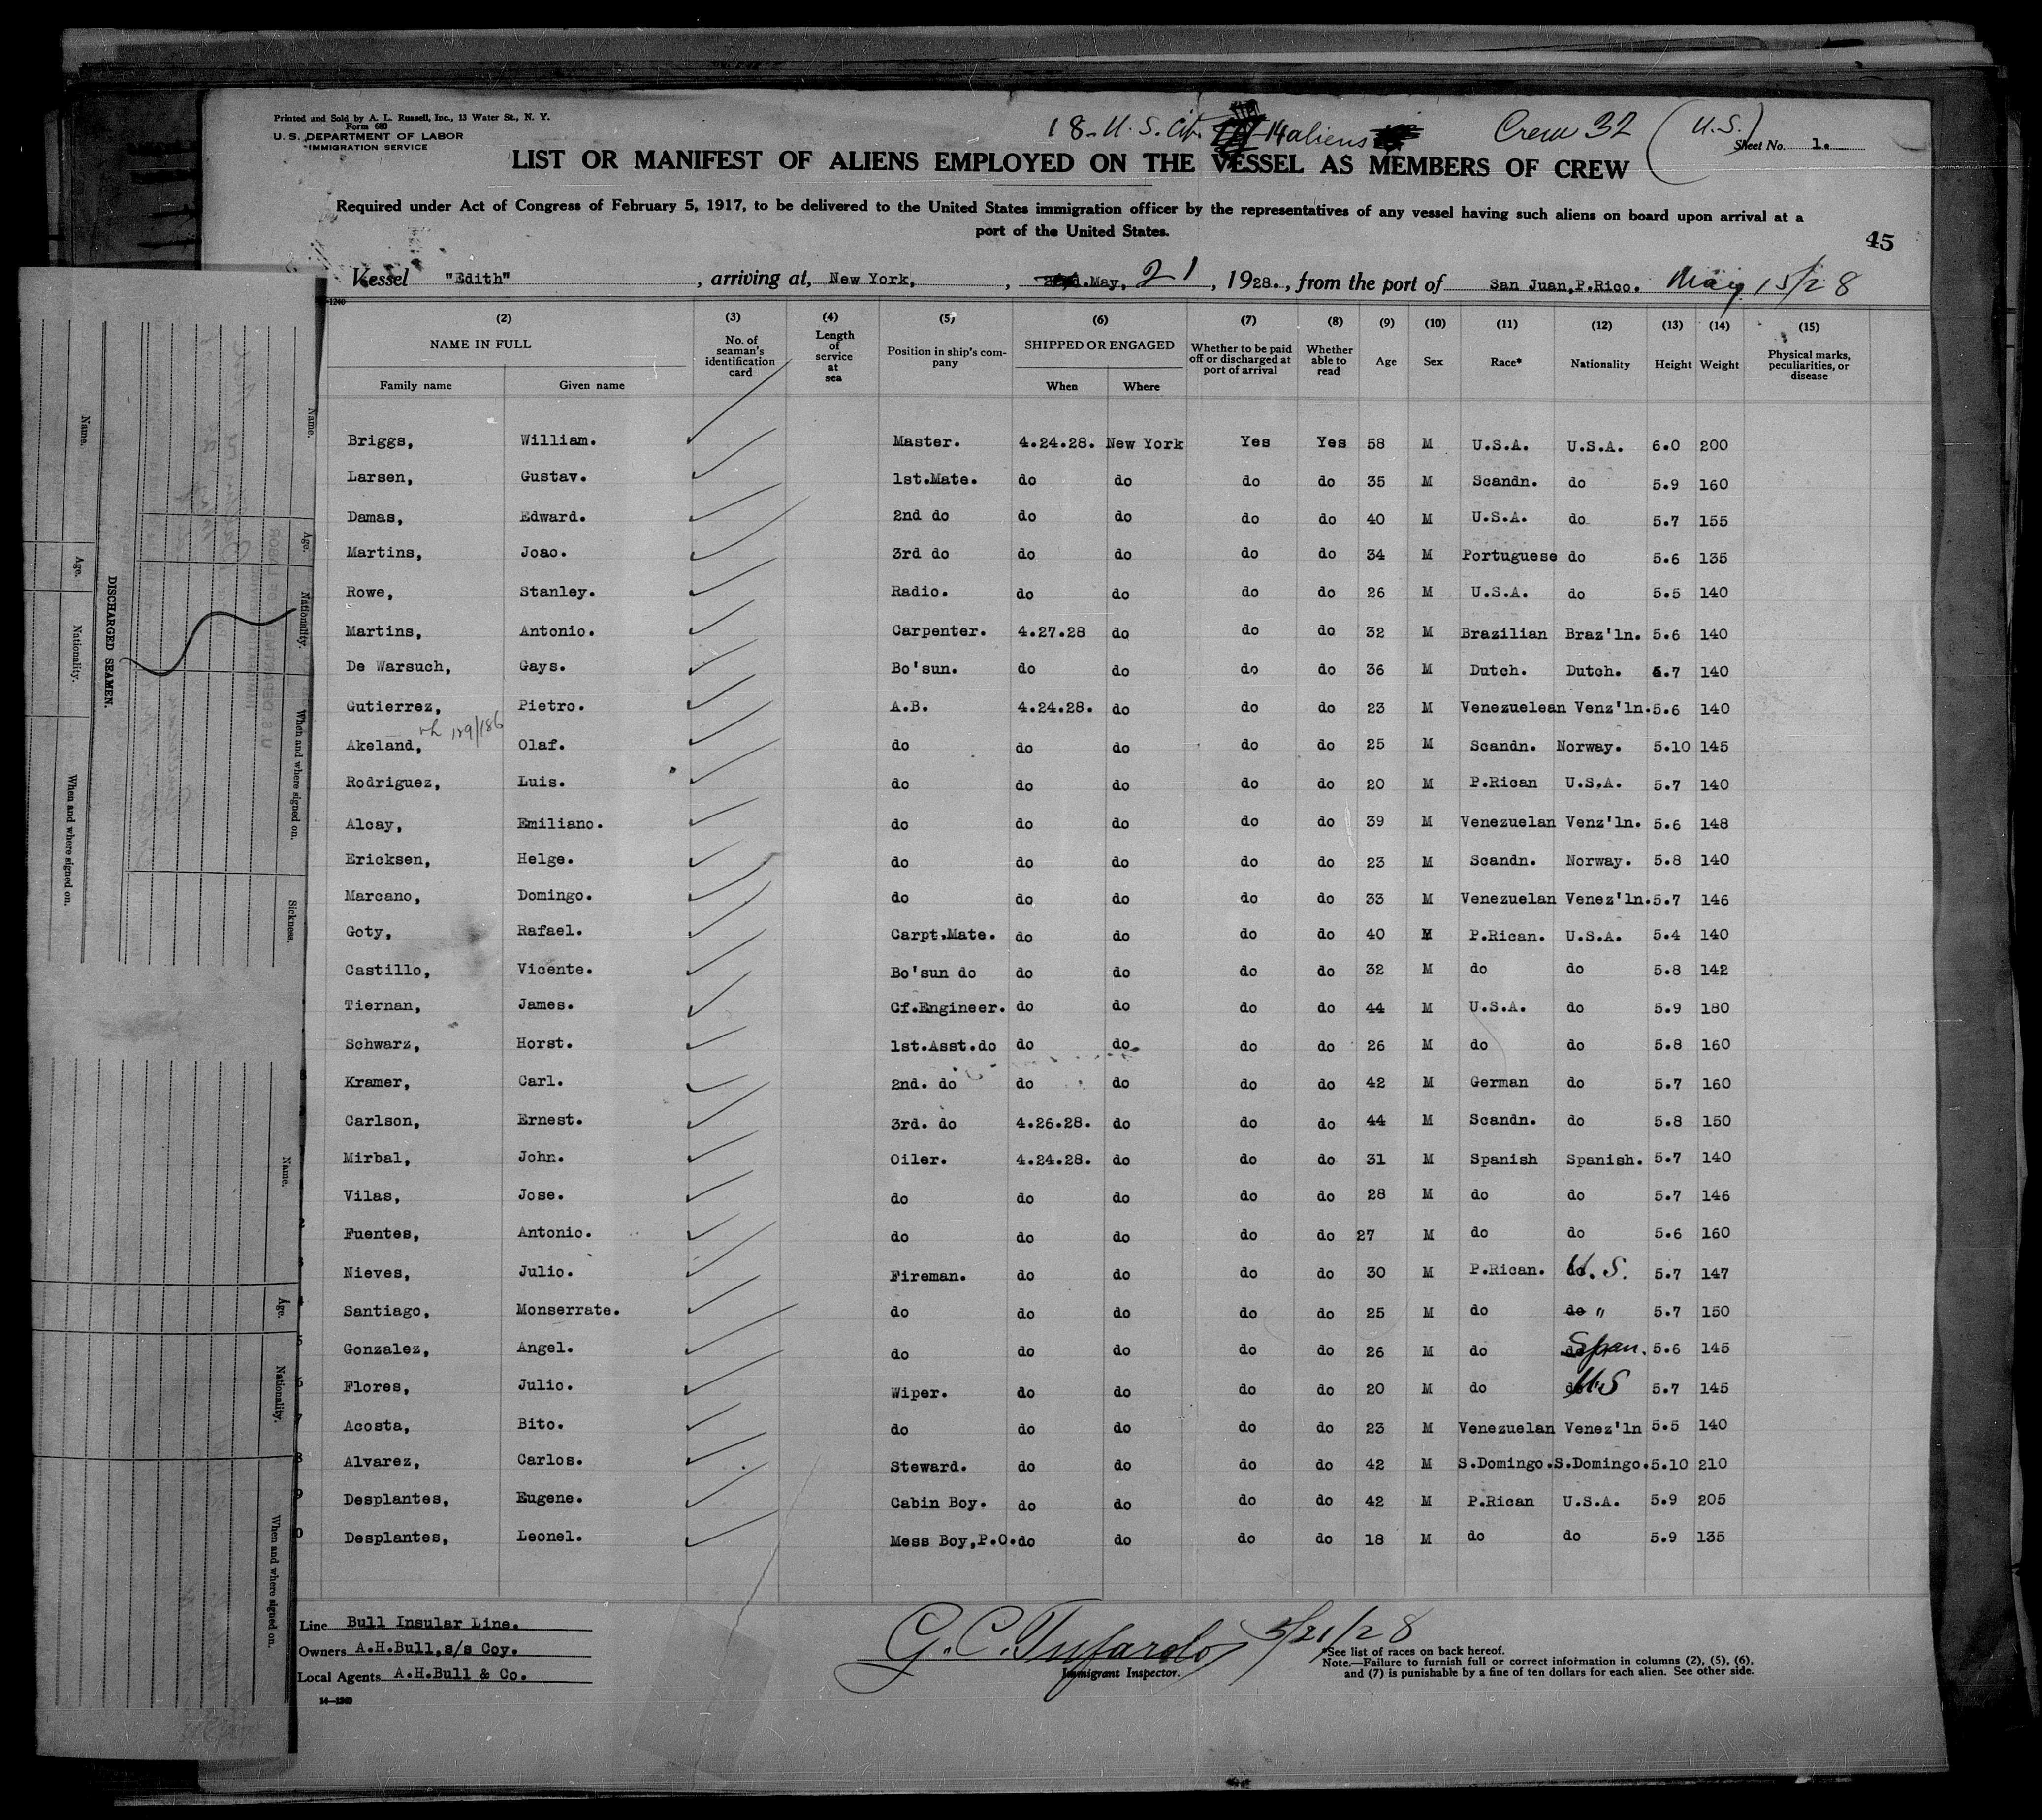 Printed and Sold by A. L. Russell, Inc., 13 Water St., N. Y.
Form 680
U. S. DEPARTMENT OF LABOR
IMMIGRATION SERVICE
18 - U. S. Cit. 14 aliens Crew 32 (U.S.)
Sheet No. 1.
LIST OR MANIFEST OF ALIENS EMPLOYED ON THE VESSEL AS MEMBERS OF CREW
Required under Act of Congress of February 5, 1917, to be delivered to the United States immigration officer by the representatives of any vessel having such aliens on board upon arrival at a
port of the United States.
45
Vessel "Edith", arriving at, New York, May, 21, 1928., from the port of San Juan,P.Rico. May 15/28
(2) (3) (4) (5) (6) (7) (8) (9) (10) (11) (12) (13) (14) (15)
NAME IN FULL No. of seaman's identification card Length of service at sea Position in ship's company SHIPPED OR ENGAGED Whether to be paid off or discharged at port of arrival Whether able to read Age Sex Race* Nationality Height Weight Physical marks, peculiarities, or disease
Family name Given name When Where
Briggs, William. Master. 4.24.28. New York Yes Yes 58 M U.S.A. U.S.A. 6.0 200
Larsen, Gustav. 1st.Mate. do do do do 35 M Scandn. do 5.9 160
Damas, Edward. 2nd do do do do do 40 M U.S.A. do 5.7 155
Martins, Joao. 3rd do do do do do 34 M Portuguese do 5.6 135
Rowe, Stanley. Radio. do do do do 26 M U.S.A. do 5.5 140
Martins, Antonio. Carpenter. 4.27.28 do do do 32 M Brazilian Braz'ln. 5.6 140
De Warsuch, Gays. Bo'sun. do do do do 36 M Dutch. Dutch. 5.7 140
Gutierrez, Pietro. A.B. 4.24.28. do do do 23 M Venezuelean Venz'ln. 5.6 140
129/186
Akeland, Olaf. do do do do do 25 M Scandn. Norway. 5.10 145
Rodriguez, Luis. do do do do do 20 M P.Rican U.S.A. 5.7 140
Alcay, Emiliano. do do do do do 39 M Venezuelan Venz'ln. 5.6 148
Ericksen, Helge. do do do do do 23 M Scandn. Norway. 5.8 140
Marcano, Domingo. do do do do do 33 M Venezuelan Venez'ln. 5.7 146
Goty, Rafael. Carpt.Mate. do do do do 40 M P.Rican. U.S.A. 5.4 140
Castillo, Vicente. Bo'sun do do do do do 32 M do do 5.8 142
Tiernan, James. Cf.Engineer. do do do do 44 M U.S.A. do 5.9 180
Schwarz, Horst. 1st.Asst.do do do do do 26 M do do 5.8 160
Kramer, Carl. 2nd. do do do do do 42 M German do 5.7 160
Carlson, Ernest. 3rd. do 4.26.28. do do do 44 M Scandn. do 5.8 150
Mirbal, John. Oiler. 4.24.28. do do do 31 M Spanish Spanish. 5.7 140
Vilas, Jose. do do do do do 28 M do do 5.7 146
Fuentes, Antonio. do do do do do 27 M do do 5.6 160
Nieves, Julio. Fireman. do do do do 30 M P.Rican. do U.S. 5.7 147
Santiago, Monserrate. do do do do do 25 M do do " 5.7 150
Gonzalez, Angel. do do do do do 26 M do do Span. 5.6 145
Flores, Julio. Wiper. do do do do 20 M do do U.S 5.7 145
Acosta, Bito. do do do do do 23 M Venezuelan Venez'ln 5.5 140
Alvarez, Carlos. Steward. do do do do 42 M S.Domingo. S.Domingo. 5.10 210
Desplantes, Eugene. Cabin Boy. do do do do 42 M P.Rican U.S.A. 5.9 205
Desplantes, Leonel. Mess Boy,P.O. do do do do 18 M do do 5.9 135
Line Bull Insular Line.
Owners A.H.Bull,s/s Coy.
Local Agents A.H.Bull & Co.
14—1240
G. C. Tufarolo 5/21/28
Immigrant Inspector.
*See list of races on back hereof.
Note.—Failure to furnish full or correct information in columns (2), (5), (6),
and (7) is punishable by a fine of ten dollars for each alien. See other side.
DISCHARGED SEAMEN.
Name. Age. Nationality. When and where signed on.
Name. Age. Nationality. When and where signed on. Sickness.
Name. Age. Nationality. When and where signed on.